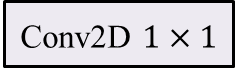 Conv2D 1 × 1